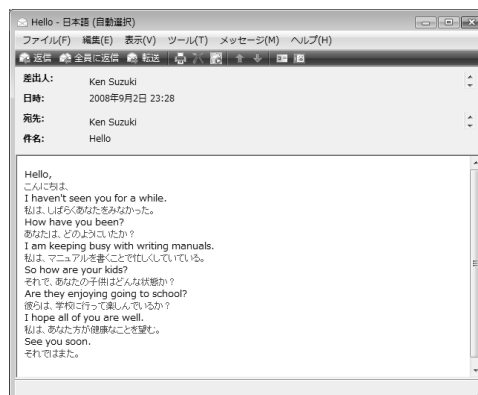 Hello - 日本語 (自動選択)
ファイル(F) 編集(E) 表示(V) ツール(T) メッセージ(M) ヘルプ(H)
返信 全員に返信 転送
差出人: Ken Suzuki
日時: 2008年9月2日 23:28
宛先: Ken Suzuki
件名: Hello
Hello,
こんにちは、
I haven't seen you for a while.
私は、しばらくあなたをみなかった。
How have you been?
あなたは、どのようにいたか？
I am keeping busy with writing manuals.
私は、マニュアルを書くことで忙しくしていている。
So how are your kids?
それで、あなたの子供はどんな状態か？
Are they enjoying going to school?
彼らは、学校に行って楽しんでいるか？
I hope all of you are well.
私は、あなた方が健康なことを望む。
See you soon.
それではまた。